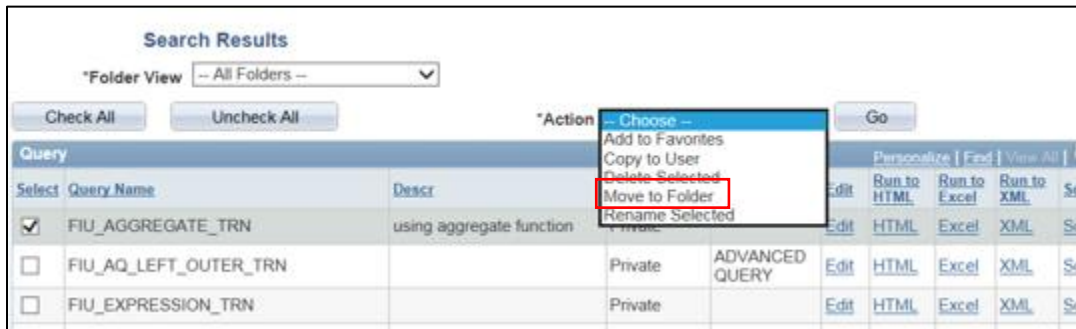 Search Results
*Folder View -- All Folders --
Check All Uncheck All *Action -- Choose -- Go
Add to Favorites
Copy to User
Delete Selected
Move to Folder
Rename Selected
Query Personalize | Find | View All |
Select Query Name Descr Edit Run to HTML Run to Excel Run to XML
FIU_AGGREGATE_TRN using aggregate function Private Edit HTML Excel XML
FIU_AQ_LEFT_OUTER_TRN Private ADVANCED QUERY Edit HTML Excel XML
FIU_EXPRESSION_TRN Private Edit HTML Excel XML